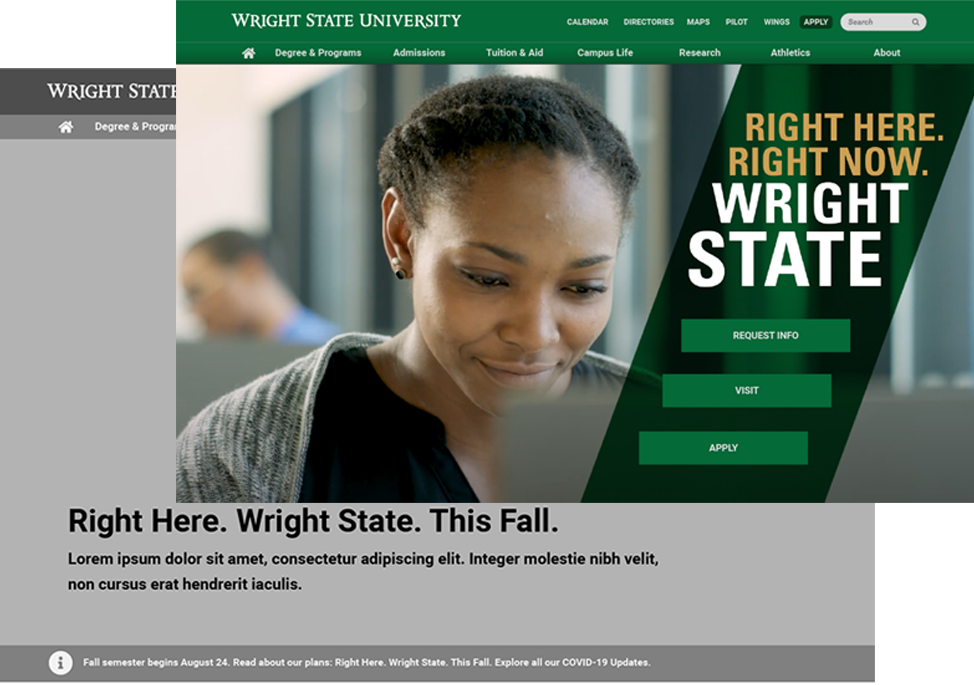 WRIGHT STATE UNIVERSITY
CALENDAR DIRECTORIES MAPS PILOT WINGS APPLY Search
Degree & Programs Admissions Tuition & Aid Campus Life Research Athletics About
RIGHT HERE.
RIGHT NOW.
WRIGHT
STATE
REQUEST INFO
VISIT
APPLY
WRIGHT STATE
Degree & Program
Right Here. Wright State. This Fall.
Lorem ipsum dolor sit amet, consectetur adipiscing elit. Integer molestie nibh velit,
non cursus erat hendrerit iaculis.
Fall semester begins August 24. Read about our plans: Right Here. Wright State. This Fall. Explore all our COVID-19 Updates.